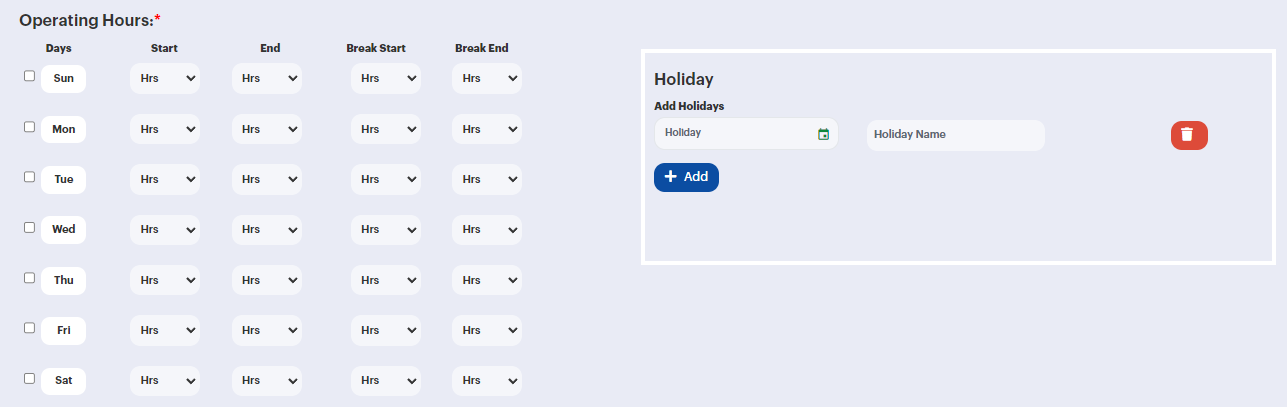 Operating Hours:*
Days Start End Break Start Break End
Sun Hrs Hrs Hrs Hrs
Mon Hrs Hrs Hrs Hrs
Tue Hrs Hrs Hrs Hrs
Wed Hrs Hrs Hrs Hrs
Thu Hrs Hrs Hrs Hrs
Fri Hrs Hrs Hrs Hrs
Sat Hrs Hrs Hrs Hrs
Holiday
Add Holidays
Holiday Holiday Name
+ Add